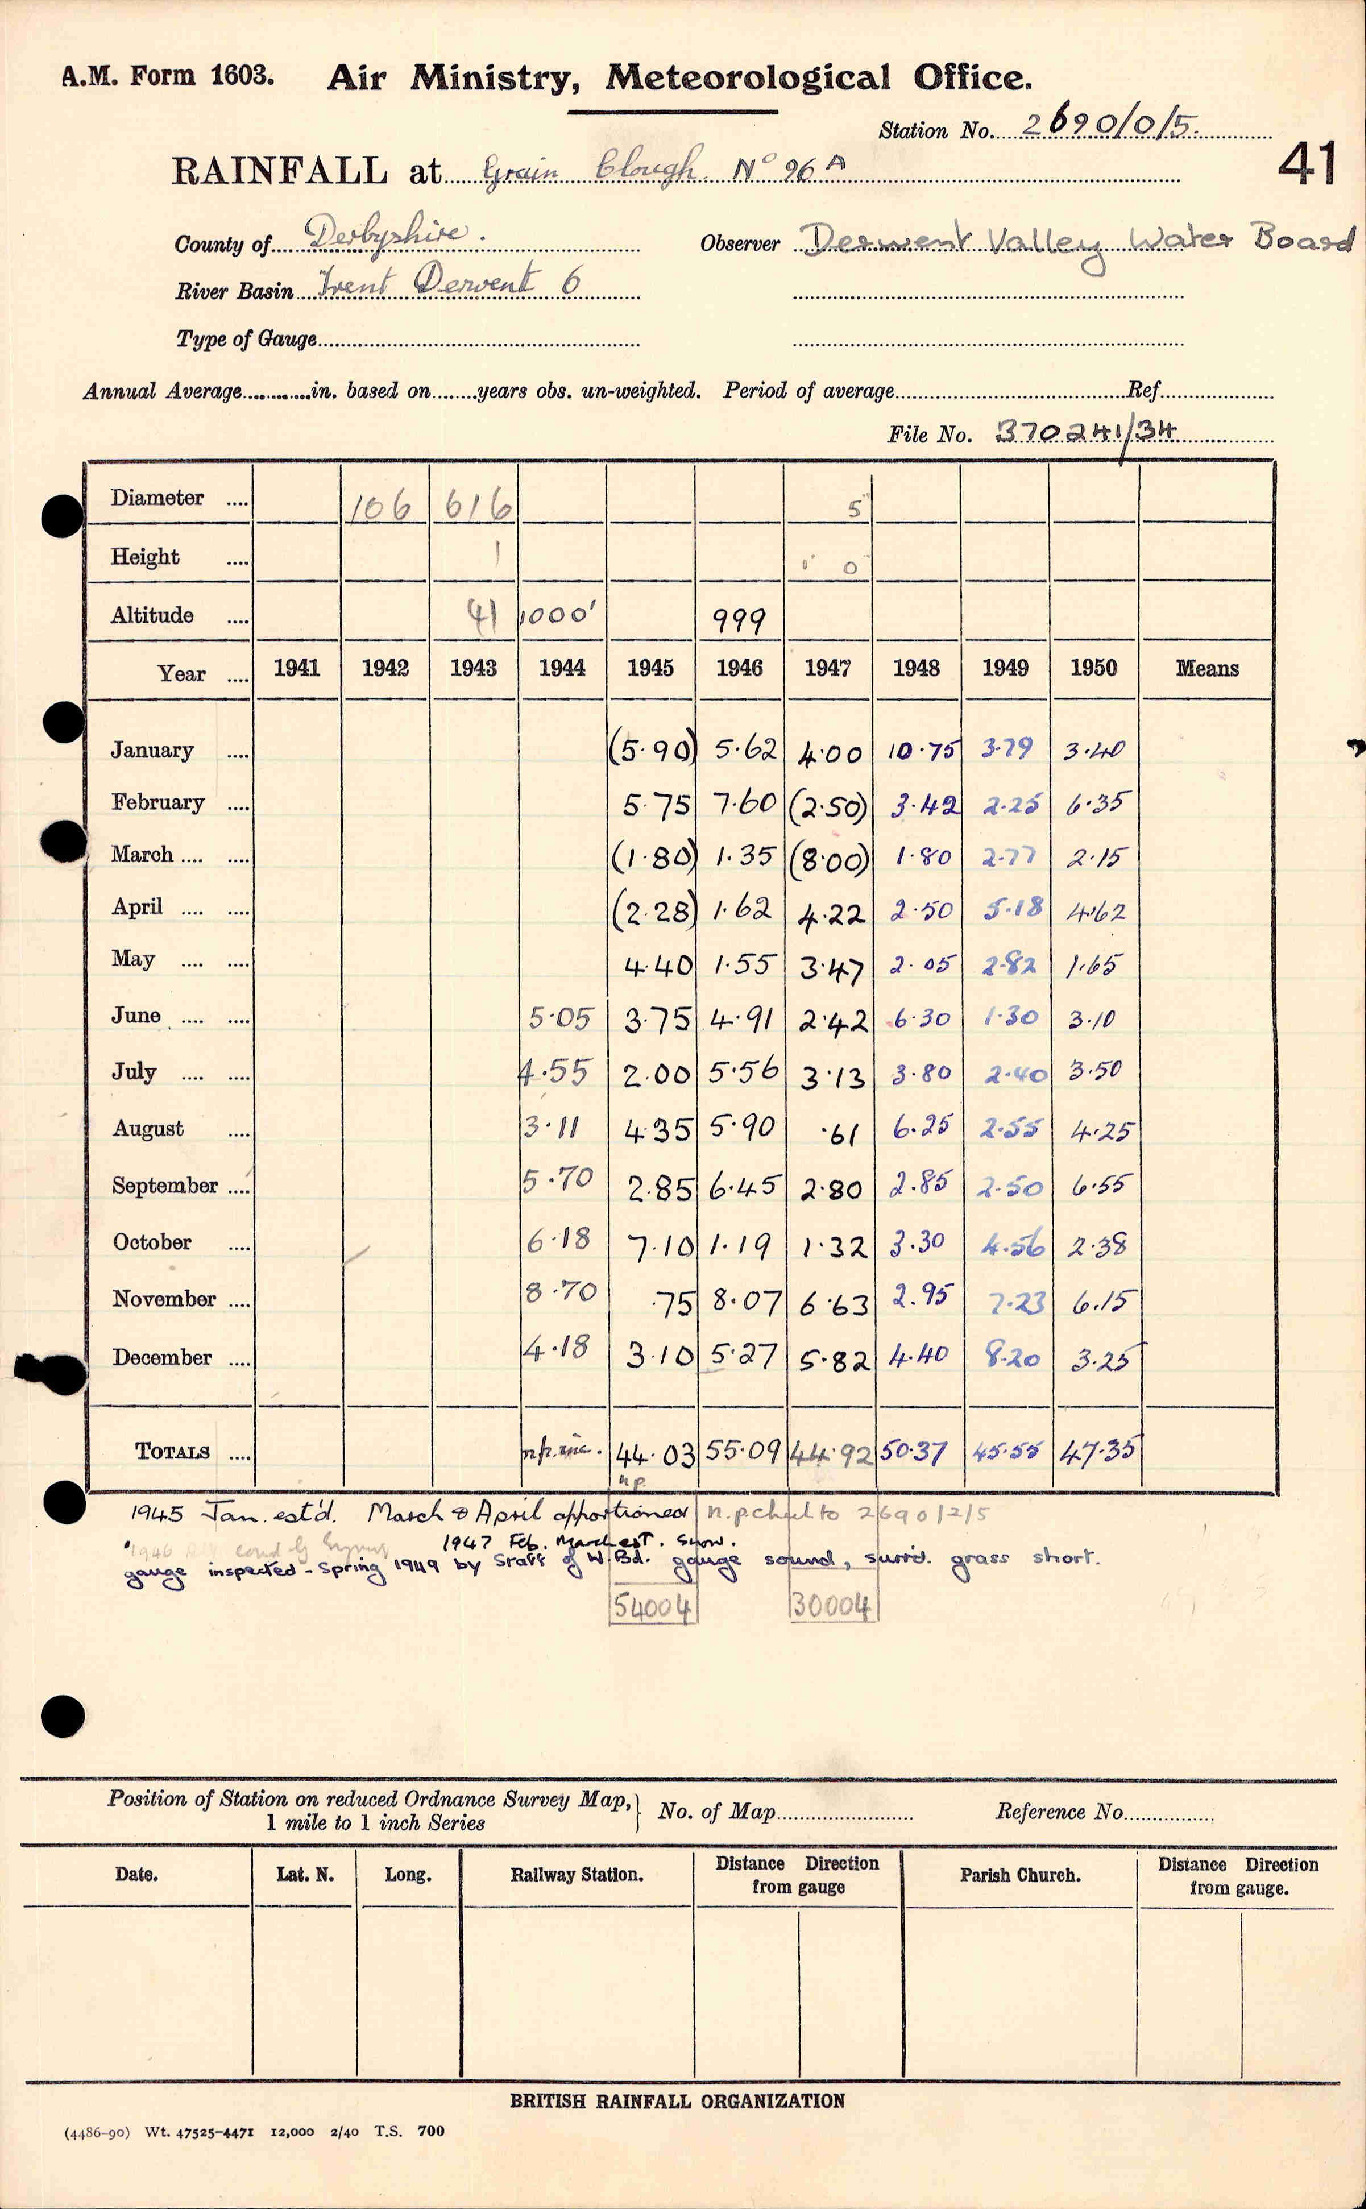 A.M. Form 1603. Air Ministry, Meteorological Office.
Station No. 2690/0/5.
41
RAINFALL at Grain Clough No 96 A
County of Derbyshire. Observer Derwent Valley Water Board
River Basin Trent Derwent 6
Type of Gauge
Annual Average............in. based on........years obs. un-weighted. Period of average Ref.
File No. 370241/34
Diameter .... 106 616 5"
Height .... 1 0
Altitude .... 41 1000' 999
Year .... 1941 1942 1943 1944 1945 1946 1947 1948 1949 1950 Means
January .... (5.90) 5.62 4.00 10.75 3.79 3.40
February .... 5.75 7.60 (2.50) 3.42 2.25 6.35
March .... .... (1.80) 1.35 (8.00) 1.80 2.77 2.15
April .... .... (2.28) 1.62 4.22 2.50 5.18 4.62
May .... .... 4.40 1.55 3.47 2.05 2.82 1.65
June .... .... 5.05 3.75 4.91 2.42 6.30 1.30 3.10
July .... .... 4.55 2.00 5.56 3.13 3.80 2.40 3.50
August .... 3.11 4.35 5.90 .61 6.25 2.55 4.25
September .... 5.70 2.85 6.45 2.80 2.85 2.50 6.55
October .... 6.18 7.10 1.19 1.32 3.30 4.56 2.38
November .... 8.70 .75 8.07 6.63 2.95 7.23 6.15
December .... 4.18 3.10 5.27 5.82 4.40 8.20 3.25
TOTALS .... 44.03 55.09 44.92 50.37 45.55 47.35
n.p.
1945 Jan. est'd. March & April apportioned n.p. to 2690/2/5
1946 1947 Feb. March est. Snow.
gauge inspected - Spring 1949 by Staff of W.Bd. gauge sound, surr'd. grass short.
54004 30004
Position of Station on reduced Ordnance Survey Map, No. of Map Reference No.
1 mile to 1 inch Series
Date. Lat. N. Long. Railway Station. Distance Direction from gauge Parish Church. Distance Direction from gauge.
BRITISH RAINFALL ORGANIZATION
(4486-90) Wt. 47525-4471 12,000 2/40 T.S. 700